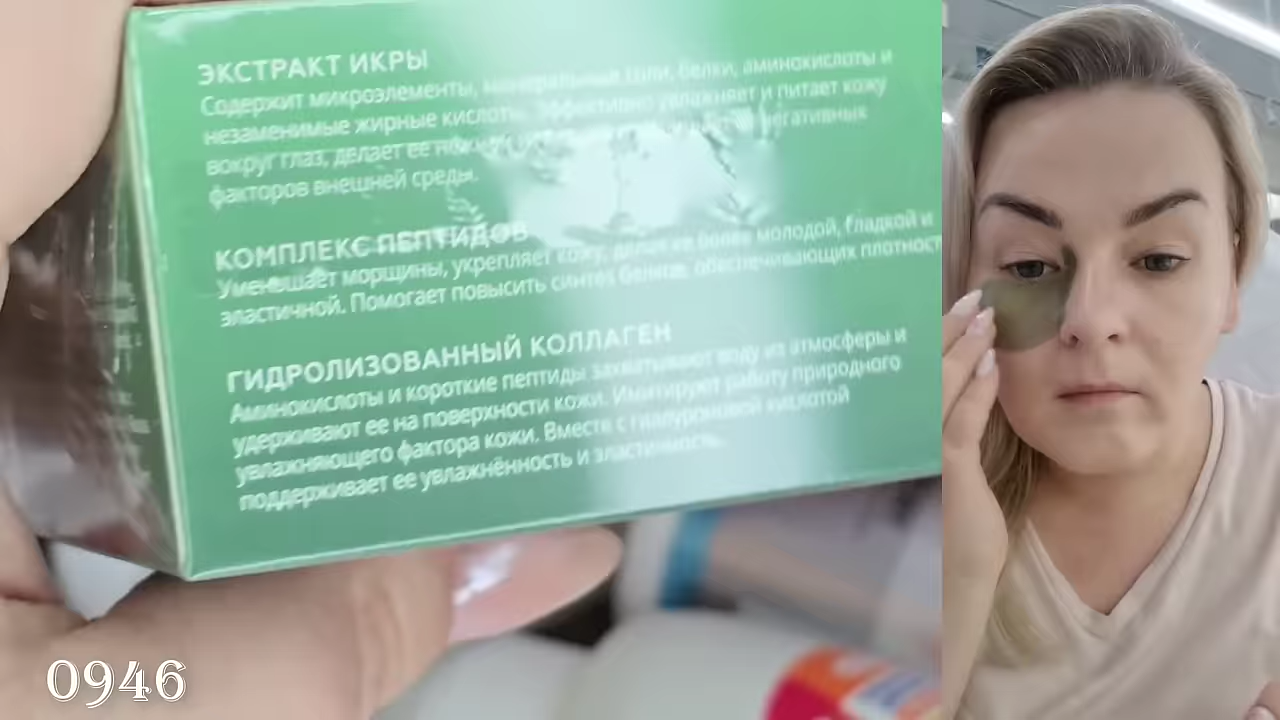 ЭКСТРАКТ ИКРЫ
Содержит микроэлементы, минеральные соли, белки, аминокислоты и
незаменимые жирные кислоты. Эффективно увлажняет и питает кожу
вокруг глаз, делает ее негативных
факторов внешней среды.
КОМПЛЕКС ПЕПТИДОВ
Уменьшает морщины, укрепляет кожу, делая ее более молодой, гладкой и
эластичной. Помогает повысить синтез белков, обеспечивающих плотность
ГИДРОЛИЗОВАННЫЙ КОЛЛАГЕН
Аминокислоты и короткие пептиды захватывают воду из атмосферы и
удерживают ее на поверхности кожи. Имитируют работу природного
увлажняющего фактора кожи. Вместе с гиалуроновой кислотой
поддерживает ее увлажнённость и эластичность.
0946